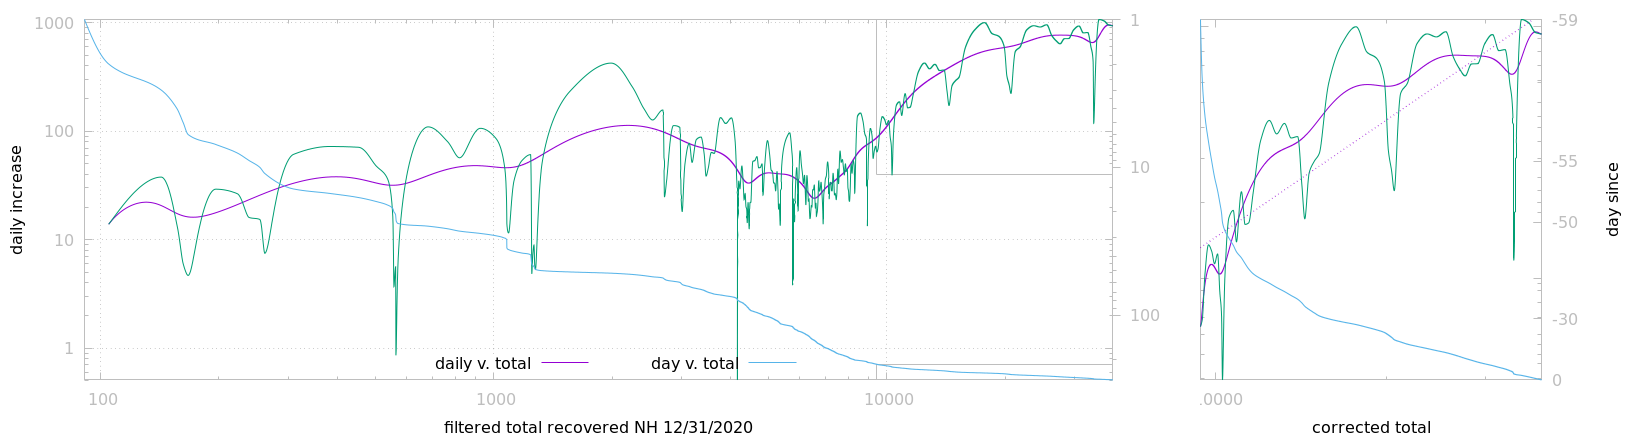 1000
100
10
1
daily increase
100
1000
10000
filtered total recovered NH 12/31/2020
daily v. total
day v. total
1
10
100
.0000
corrected total
-59
-55
-50
-30
0
day since